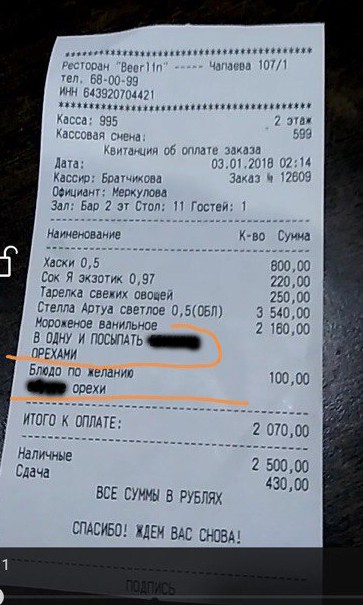 Ресторан "Beerlin" ----- Чапаева 107/1
тел. 68-00-99
ИНН 643920704421
Касса: 995 2 этаж
Кассовая смена: 599
Квитанция об оплате заказа
Дата: 03.01.2018 02:14
Кассир: Братчикова Заказ № 12609
Официант: Меркулова
Зал: Бар 2 эт Стол: 11 Гостей: 1
Наименование К-во Сумма
Хаски 0,5 800,00
Сок Я экзотик 0,97 220,00
Тарелка свежих овощей 250,00
Стелла Артуа светлое 0,5(ОБЛ) 3 540,00
Мороженое ванильное 2 160,00
В ОДНУ И ПОСЫПАТЬ
ОРЕХАМИ
Блюдо по желанию 100,00
орехи
ИТОГО К ОПЛАТЕ: 2 070,00
Наличные 2 500,00
Сдача 430,00
ВСЕ СУММЫ В РУБЛЯХ
СПАСИБО! ЖДЕМ ВАС СНОВА!
1
ПОДПИСЬ